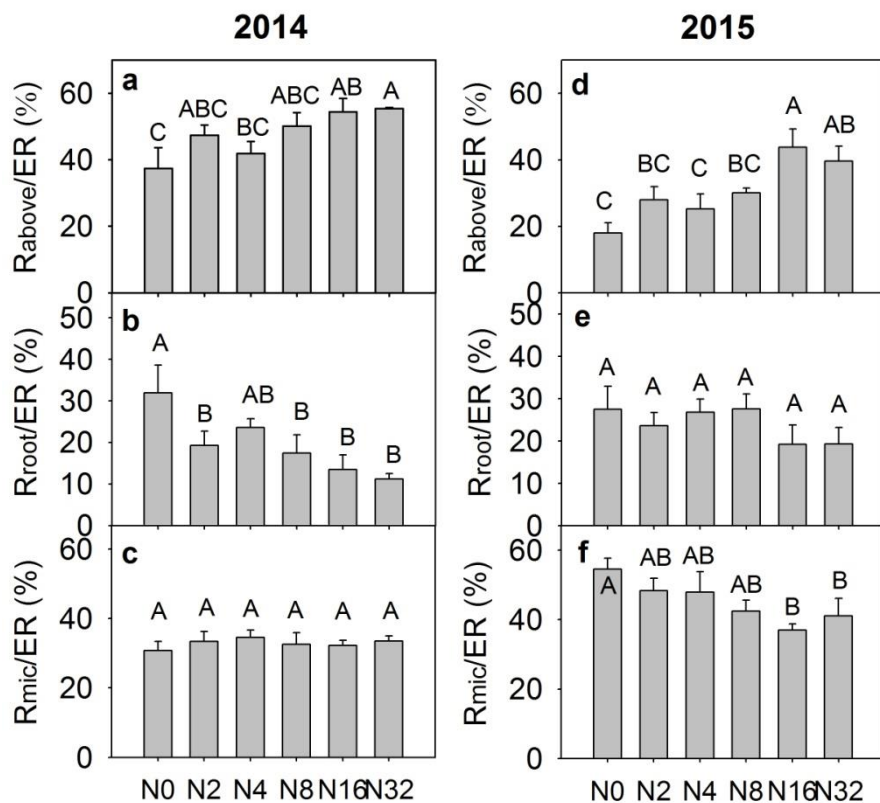 2014
2015
a
C
ABC
BC
ABC
AB
A
60
40
20
0
Rabove/ER (%)
d
C
BC
C
BC
A
AB
60
40
20
0
Rabove/ER (%)
b
A
B
AB
B
B
B
50
40
30
20
10
0
Rroot/ER (%)
e
A
A
A
A
A
A
50
40
30
20
10
0
Rroot/ER (%)
c
A
A
A
A
A
A
60
40
20
0
Rmic/ER (%)
N0 N2 N4 N8 N16 N32
f
A
AB
AB
AB
B
B
60
40
20
0
Rmic/ER (%)
N0 N2 N4 N8 N16 N32